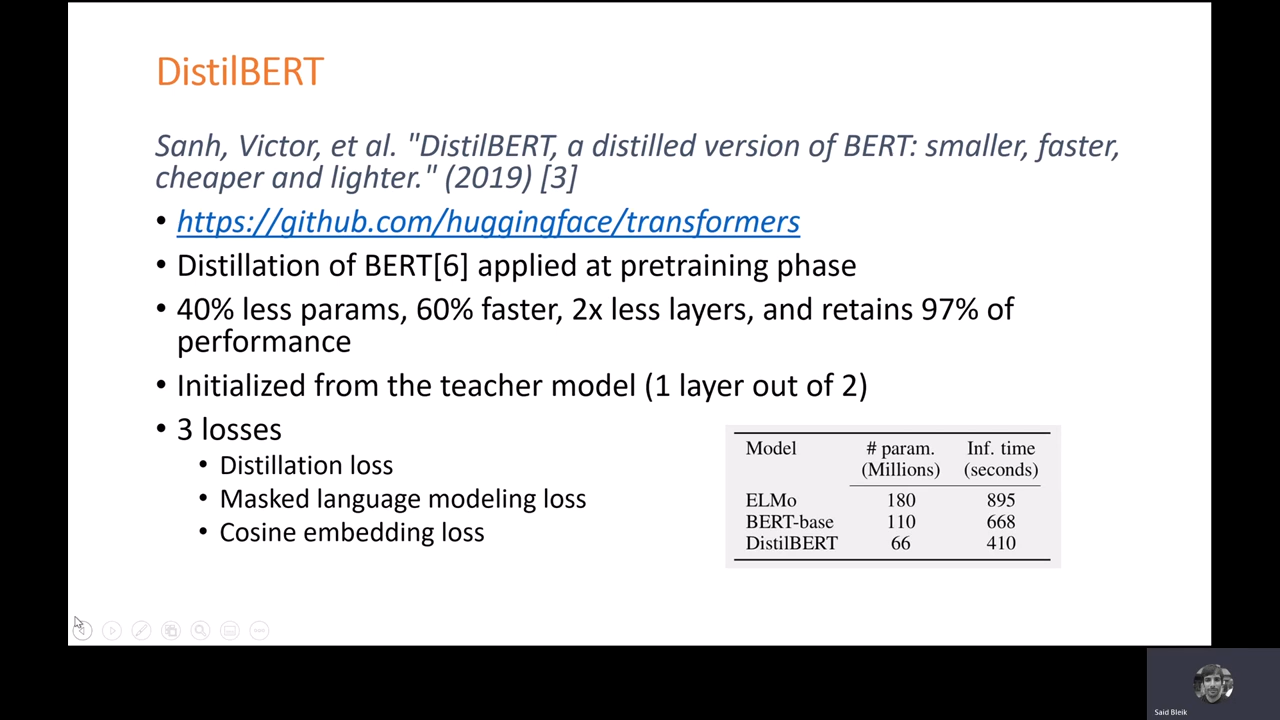 DistilBERT
Sanh, Victor, et al. "DistilBERT, a distilled version of BERT: smaller, faster,
cheaper and lighter." (2019) [3]
• https://github.com/huggingface/transformers
• Distillation of BERT[6] applied at pretraining phase
• 40% less params, 60% faster, 2x less layers, and retains 97% of
performance
• Initialized from the teacher model (1 layer out of 2)
• 3 losses
• Distillation loss
• Masked language modeling loss
• Cosine embedding loss
Model # param. Inf. time
(Millions) (seconds)
ELMo 180 895
BERT-base 110 668
DistilBERT 66 410
Said Bleik